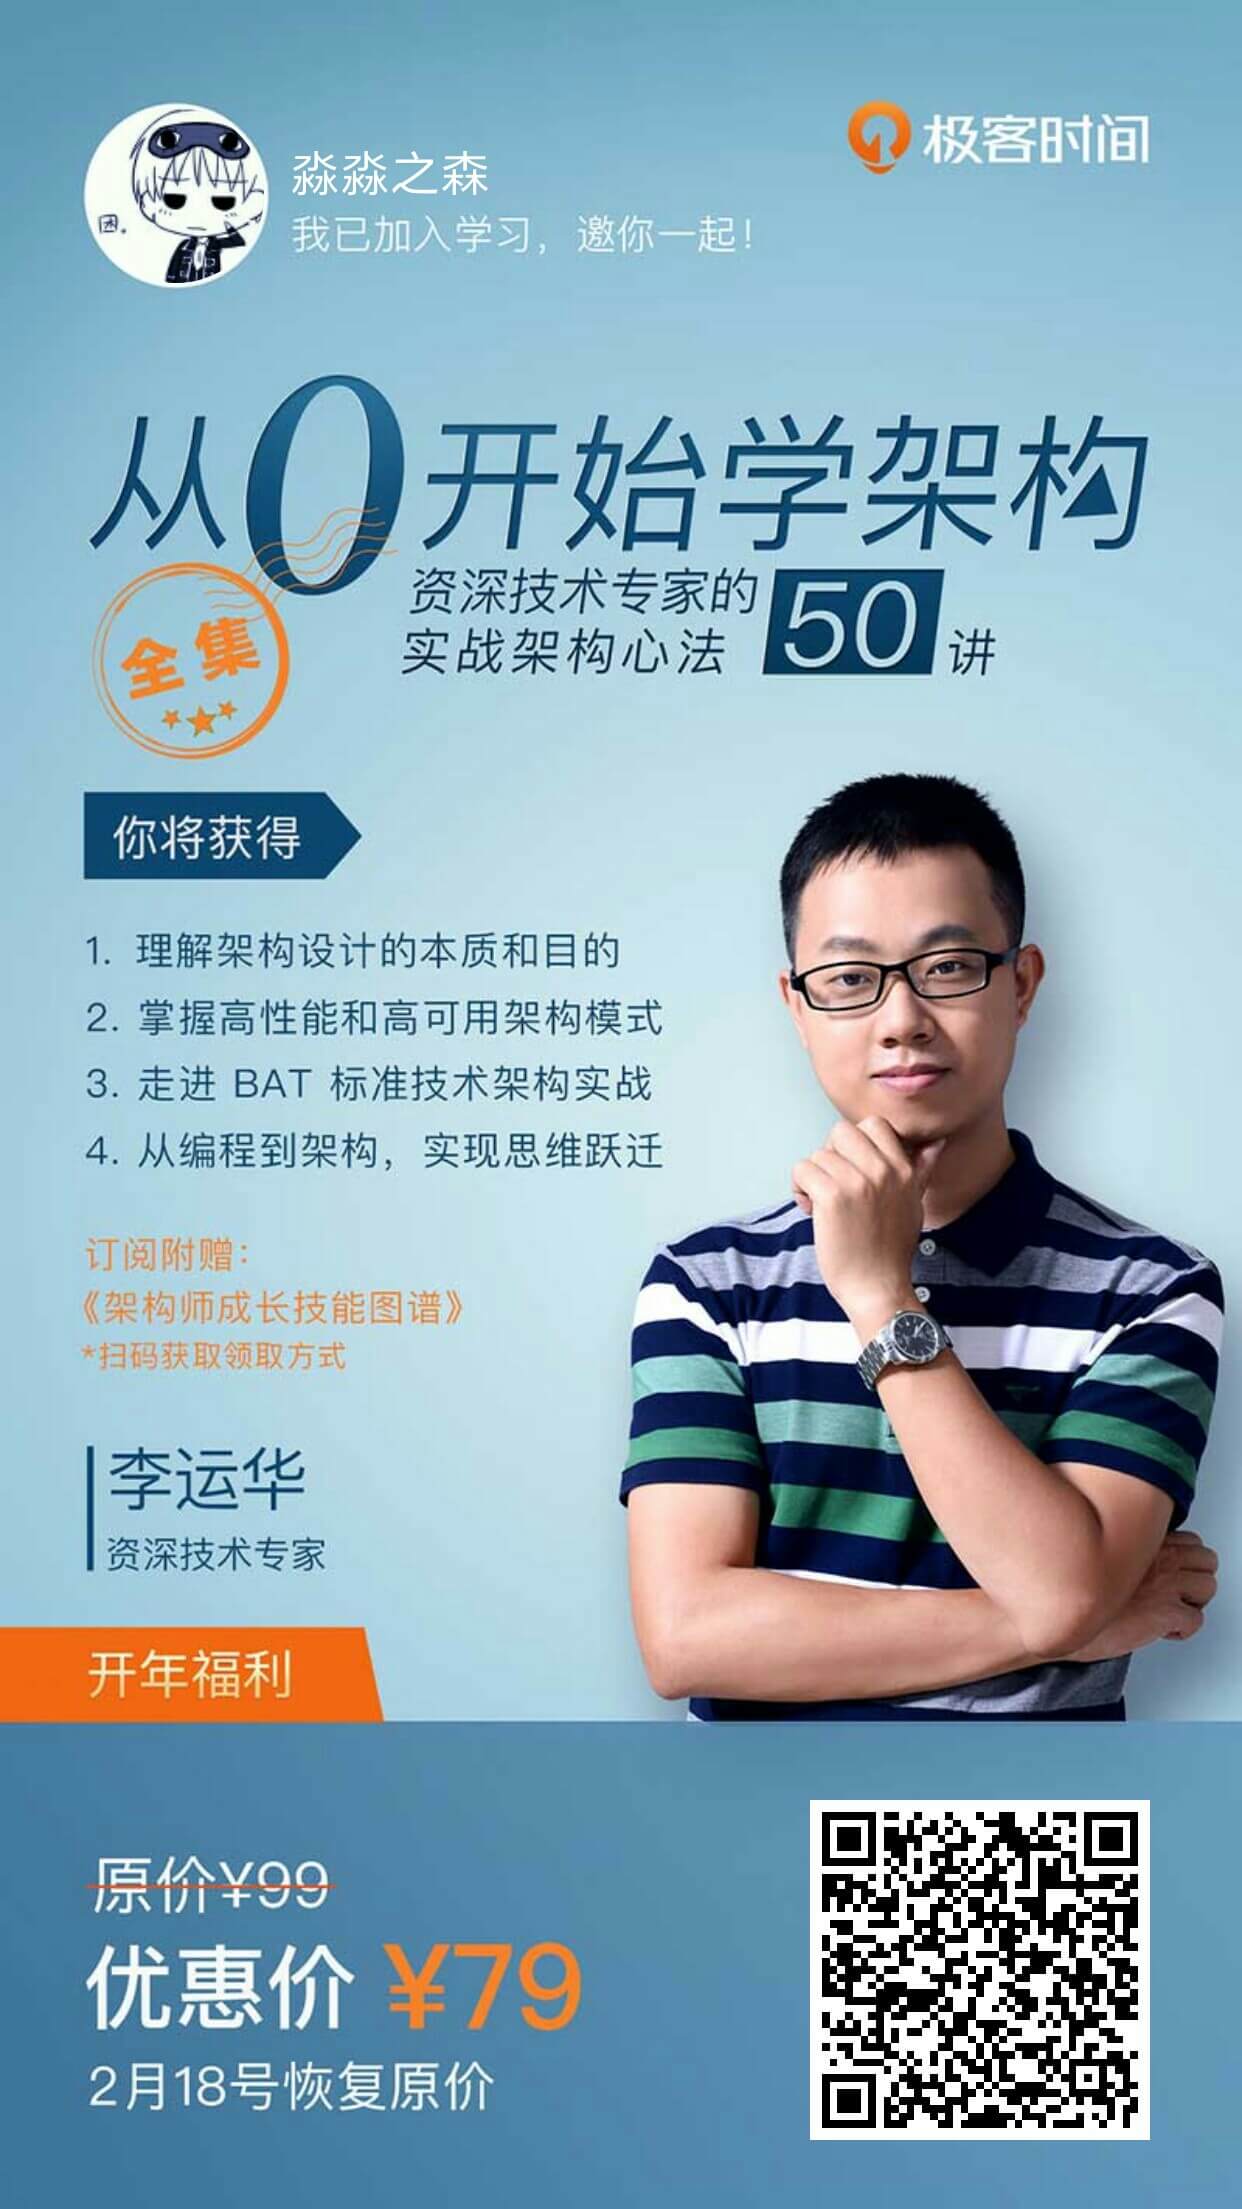 极客时间
淼淼之森
我已加入学习，邀你一起！
困。
从0开始学架构
资深技术专家的
实战架构心法 50 讲
全集
你将获得
1. 理解架构设计的本质和目的
2. 掌握高性能和高可用架构模式
3. 走进 BAT 标准技术架构实战
4. 从编程到架构，实现思维跃迁
订阅附赠：
《架构师成长技能图谱》
*扫码获取领取方式
李运华
资深技术专家
开年福利
原价¥99
优惠价 ¥79
2月18号恢复原价